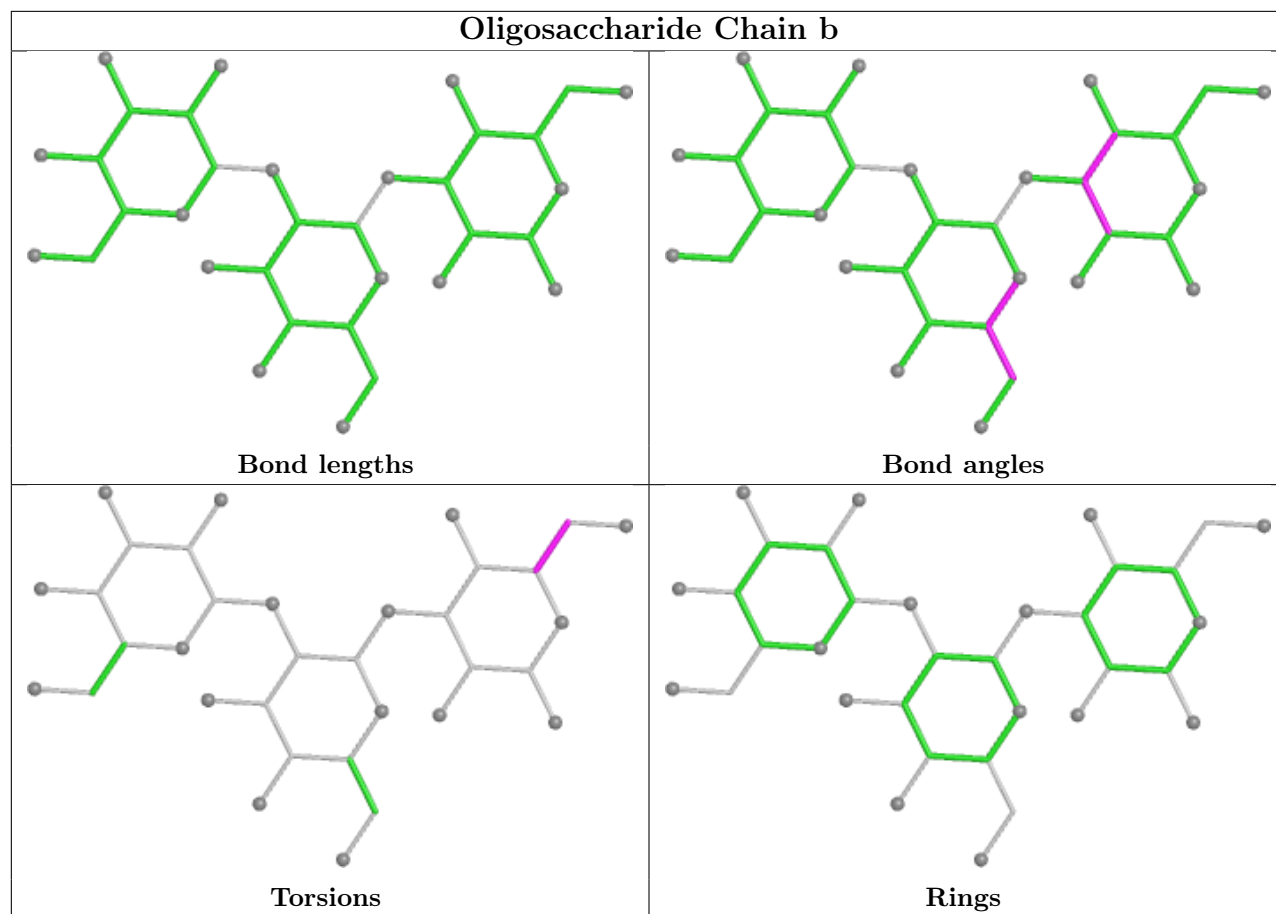 Oligosaccharide Chain b
Bond lengths
Bond angles
Torsions
Rings